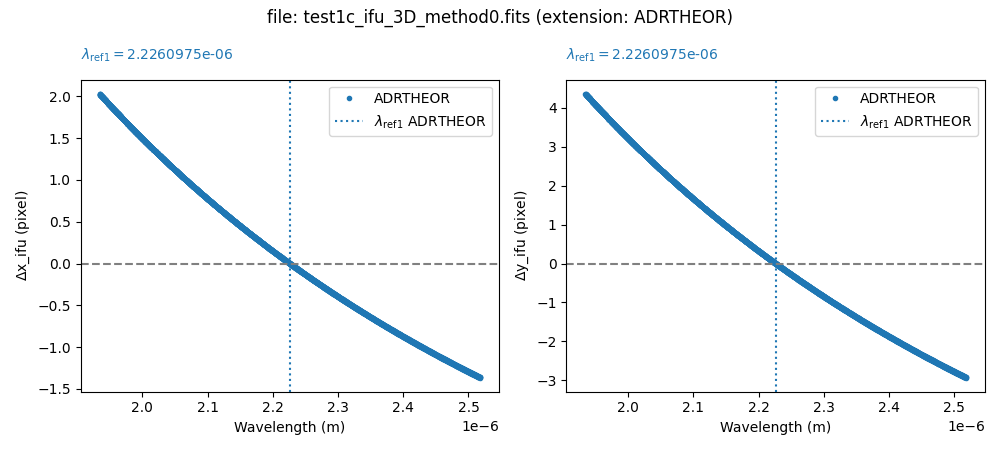 file: test1c_ifu_3D_method0.fits (extension: ADRTHEOR)
λref1 = 2.2260975e-06
λref1 = 2.2260975e-06
ADRTHEOR
λref1 ADRTHEOR
Δx_ifu (pixel)
2.0
1.5
1.0
0.5
0.0
−0.5
−1.0
−1.5
2.0
2.1
2.2
2.3
2.4
2.5
1e−6
Wavelength (m)
ADRTHEOR
λref1 ADRTHEOR
Δy_ifu (pixel)
4
3
2
1
0
−1
−2
−3
2.0
2.1
2.2
2.3
2.4
2.5
1e−6
Wavelength (m)